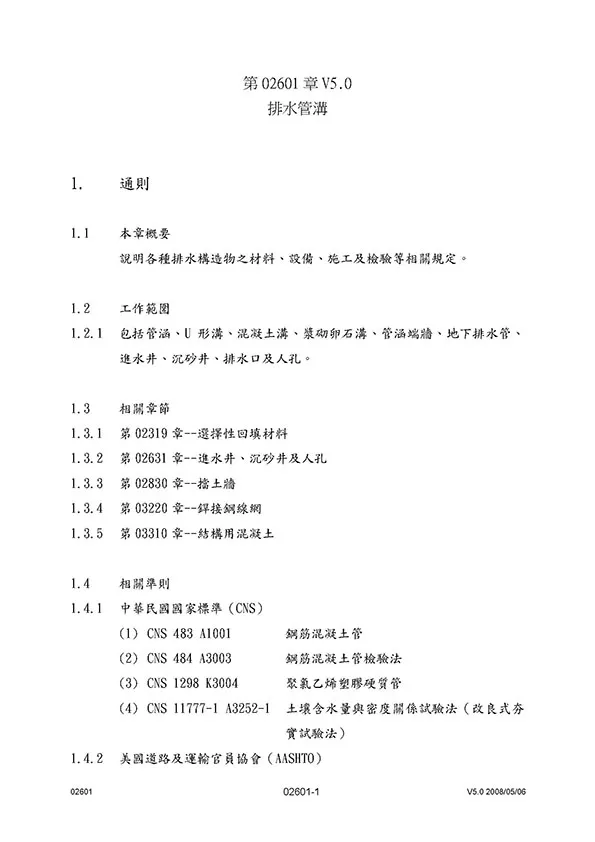 第 02601 章 V5.0
排水管溝
1. 通則
1.1 本章概要
說明各種排水構造物之材料、設備、施工及檢驗等相關規定。
1.2 工作範圍
1.2.1 包括管涵、U 形溝、混凝土溝、漿砌卵石溝、管涵端牆、地下排水管、
進水井、沉砂井、排水口及人孔。
1.3 相關章節
1.3.1 第 02319 章--選擇性回填材料
1.3.2 第 02631 章--進水井、沉砂井及人孔
1.3.3 第 02830 章--擋土牆
1.3.4 第 03220 章--銲接鋼線網
1.3.5 第 03310 章--結構用混凝土
1.4 相關準則
1.4.1 中華民國國家標準（CNS）
(1) CNS 483 A1001 鋼筋混凝土管
(2) CNS 484 A3003 鋼筋混凝土管檢驗法
(3) CNS 1298 K3004 聚氯乙烯塑膠硬質管
(4) CNS 11777-1 A3252-1 土壤含水量與密度關係試驗法（改良式夯
實試驗法）
1.4.2 美國道路及運輸官員協會（AASHTO）
02601 02601-1 V5.0 2008/05/06